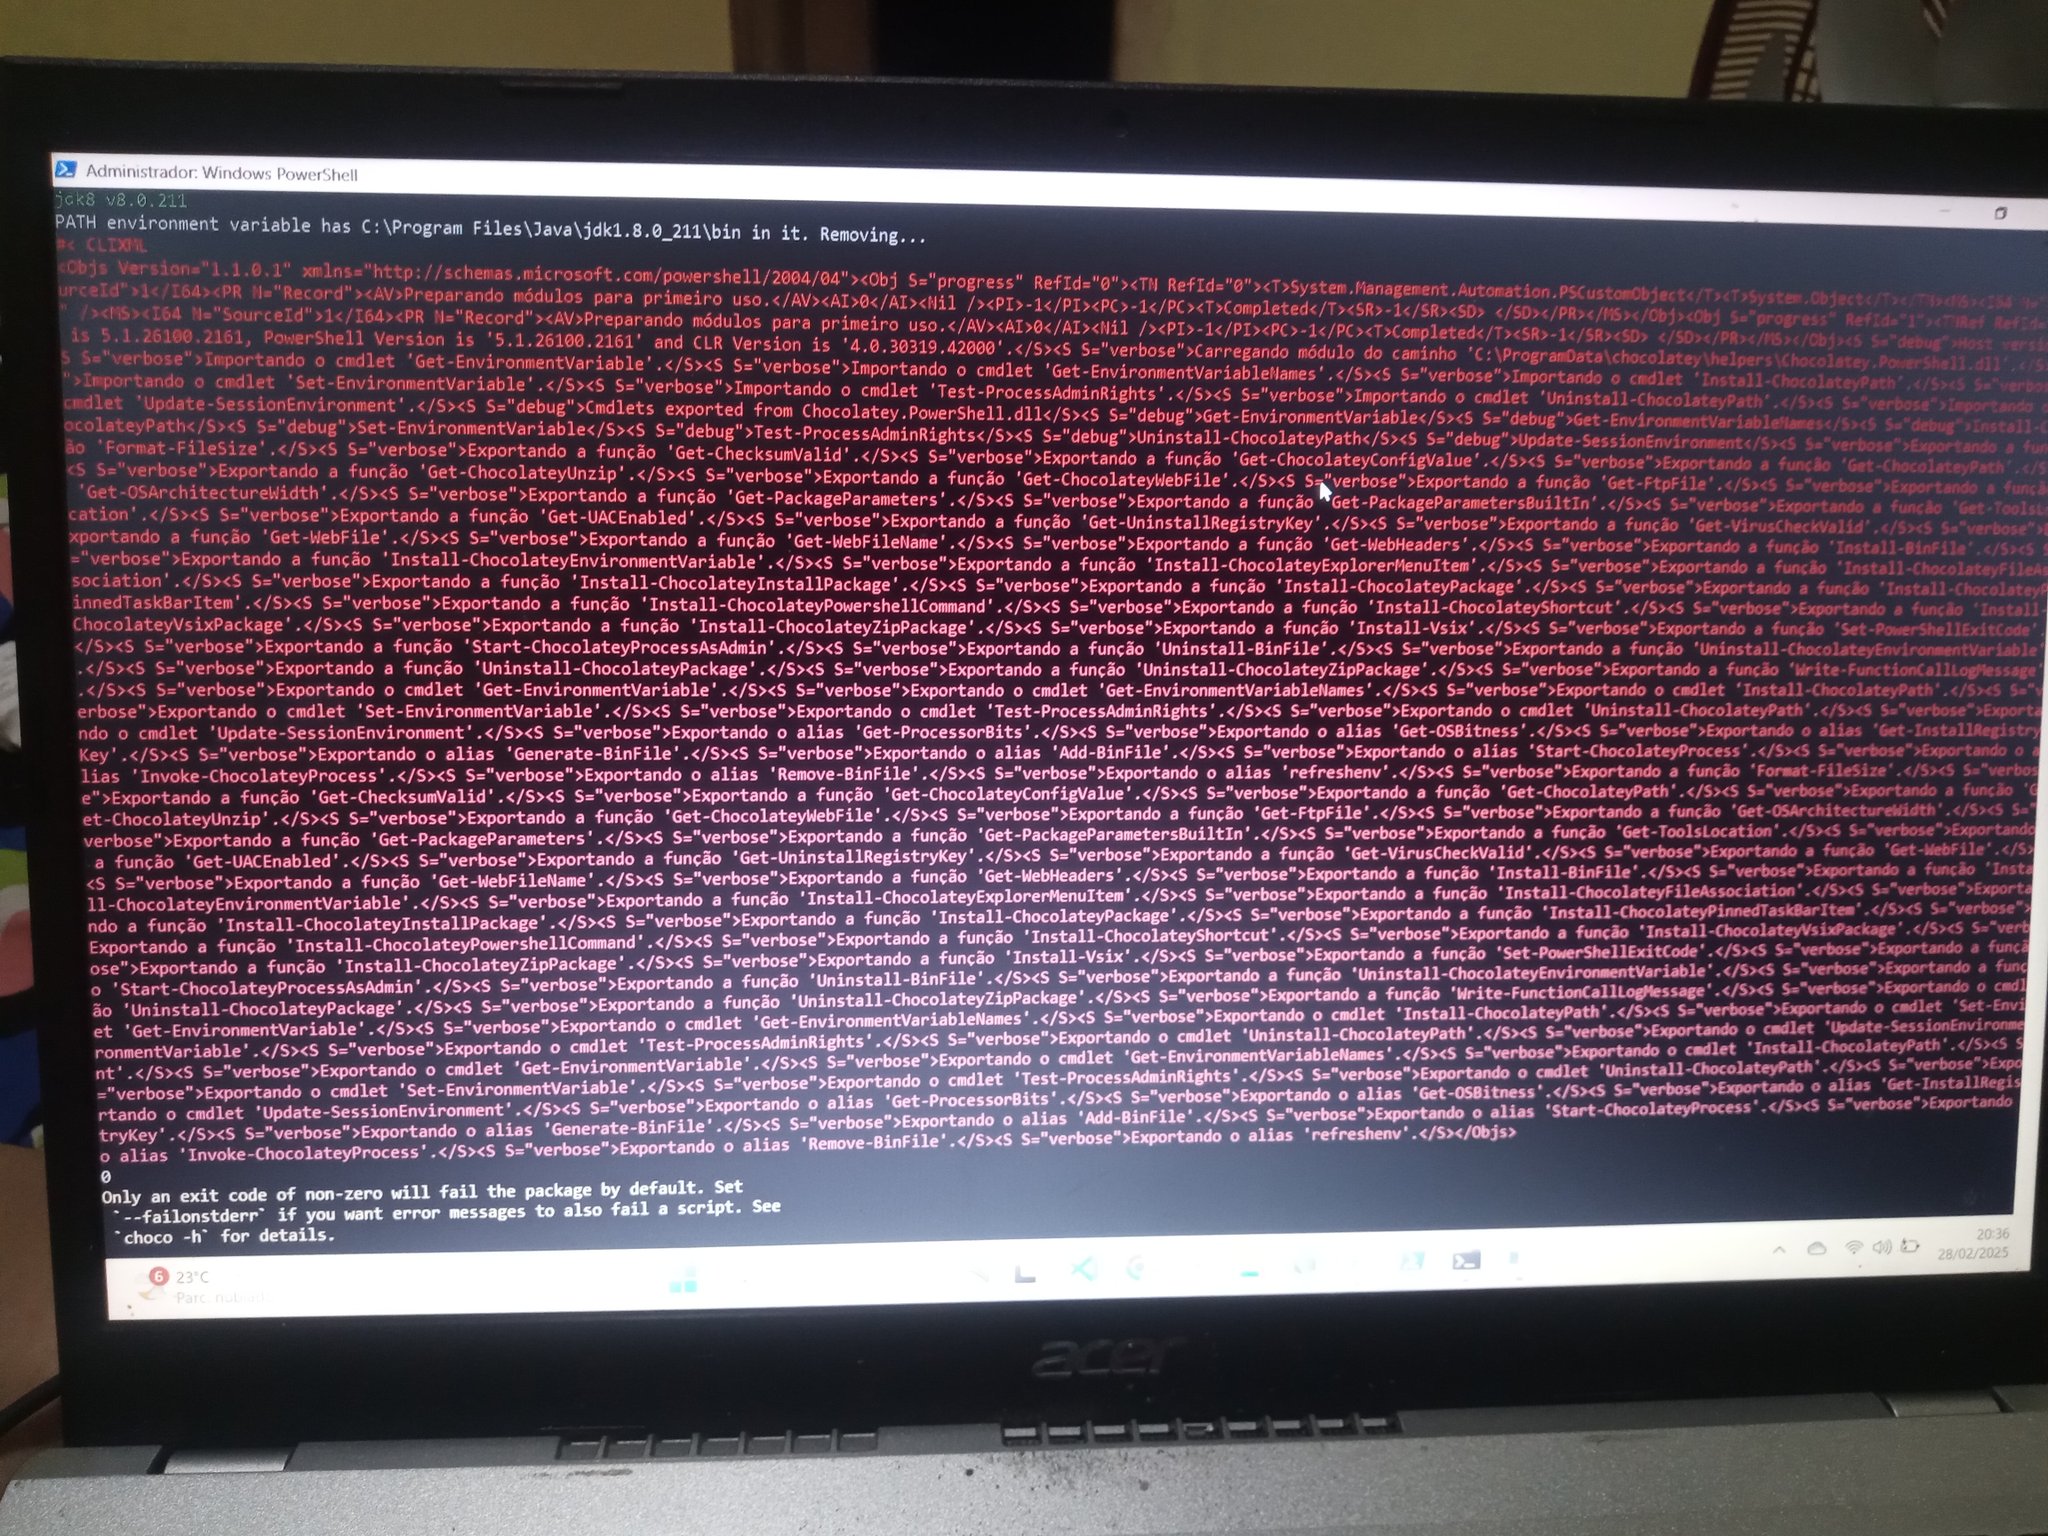 Administrador: Windows PowerShell
jdk8 v8.0.211
PATH environment variable has C:\Program Files\Java\jdk1.8.0_211\bin in it. Removing...
#< CLIXML
<Objs Version="1.1.0.1" xmlns="http://schemas.microsoft.com/powershell/2004/04"><Obj S="progress" RefId="0"><TN RefId="0"><T>System.Management.Automation.PSCustomObject</T><T>System.Object</T></TN><MS><I64 N="
urceId">1</I64><PR N="Record"><AV>Preparando módulos para primeiro uso.</AV><AI>0</AI><Nil /><PI>-1</PI><PC>-1</PC><T>Completed</T><SR>-1</SR><SD> </SD></PR></MS></Obj><Obj S="progress" RefId="1"><TNRef RefId=
" /><MS><I64 N="SourceId">1</I64><PR N="Record"><AV>Preparando módulos para primeiro uso.</AV><AI>0</AI><Nil /><PI>-1</PI><PC>-1</PC><T>Completed</T><SR>-1</SR><SD> </SD></PR></MS></Obj><S S="debug">Host versi
is 5.1.26100.2161, PowerShell Version is '5.1.26100.2161' and CLR Version is '4.0.30319.42000'.</S><S S="verbose">Carregando módulo do caminho 'C:\ProgramData\chocolatey\helpers\Chocolatey.PowerShell.dll'.</S
S S="verbose">Importando o cmdlet 'Get-EnvironmentVariable'.</S><S S="verbose">Importando o cmdlet 'Get-EnvironmentVariableNames'.</S><S S="verbose">Importando o cmdlet 'Install-ChocolateyPath'.</S><S S="verbos
">Importando o cmdlet 'Set-EnvironmentVariable'.</S><S S="verbose">Importando o cmdlet 'Test-ProcessAdminRights'.</S><S S="verbose">Importando o cmdlet 'Uninstall-ChocolateyPath'.</S><S S="verbose">Importando o
cmdlet 'Update-SessionEnvironment'.</S><S S="debug">Cmdlets exported from Chocolatey.PowerShell.dll</S><S S="debug">Get-EnvironmentVariable</S><S S="debug">Get-EnvironmentVariableNames</S><S S="debug">Install-C
ocolateyPath</S><S S="debug">Set-EnvironmentVariable</S><S S="debug">Test-ProcessAdminRights</S><S S="debug">Uninstall-ChocolateyPath</S><S S="debug">Update-SessionEnvironment</S><S S="verbose">Exportando a fun
ão 'Format-FileSize'.</S><S S="verbose">Exportando a função 'Get-ChecksumValid'.</S><S S="verbose">Exportando a função 'Get-ChocolateyConfigValue'.</S><S S="verbose">Exportando a função 'Get-ChocolateyPath'.</S
<S S="verbose">Exportando a função 'Get-ChocolateyUnzip'.</S><S S="verbose">Exportando a função 'Get-ChocolateyWebFile'.</S><S S="verbose">Exportando a função 'Get-FtpFile'.</S><S S="verbose">Exportando a função
'Get-OSArchitectureWidth'.</S><S S="verbose">Exportando a função 'Get-PackageParameters'.</S><S S="verbose">Exportando a função 'Get-PackageParametersBuiltIn'.</S><S S="verbose">Exportando a função 'Get-ToolsLo
cation'.</S><S S="verbose">Exportando a função 'Get-UACEnabled'.</S><S S="verbose">Exportando a função 'Get-UninstallRegistryKey'.</S><S S="verbose">Exportando a função 'Get-VirusCheckValid'.</S><S S="verbose">E
xportando a função 'Get-WebFile'.</S><S S="verbose">Exportando a função 'Get-WebFileName'.</S><S S="verbose">Exportando a função 'Get-WebHeaders'.</S><S S="verbose">Exportando a função 'Install-BinFile'.</S><S S
="verbose">Exportando a função 'Install-ChocolateyEnvironmentVariable'.</S><S S="verbose">Exportando a função 'Install-ChocolateyExplorerMenuItem'.</S><S S="verbose">Exportando a função 'Install-ChocolateyFileAs
sociation'.</S><S S="verbose">Exportando a função 'Install-ChocolateyInstallPackage'.</S><S S="verbose">Exportando a função 'Install-ChocolateyPackage'.</S><S S="verbose">Exportando a função 'Install-ChocolateyP
innedTaskBarItem'.</S><S S="verbose">Exportando a função 'Install-ChocolateyPowershellCommand'.</S><S S="verbose">Exportando a função 'Install-ChocolateyShortcut'.</S><S S="verbose">Exportando a função 'Install-
ChocolateyVsixPackage'.</S><S S="verbose">Exportando a função 'Install-ChocolateyZipPackage'.</S><S S="verbose">Exportando a função 'Install-Vsix'.</S><S S="verbose">Exportando a função 'Set-PowerShellExitCode'
</S><S S="verbose">Exportando a função 'Start-ChocolateyProcessAsAdmin'.</S><S S="verbose">Exportando a função 'Uninstall-BinFile'.</S><S S="verbose">Exportando a função 'Uninstall-ChocolateyEnvironmentVariable'
.</S><S S="verbose">Exportando a função 'Uninstall-ChocolateyPackage'.</S><S S="verbose">Exportando a função 'Uninstall-ChocolateyZipPackage'.</S><S S="verbose">Exportando a função 'Write-FunctionCallLogMessage'
.</S><S S="verbose">Exportando o cmdlet 'Get-EnvironmentVariable'.</S><S S="verbose">Exportando o cmdlet 'Get-EnvironmentVariableNames'.</S><S S="verbose">Exportando o cmdlet 'Install-ChocolateyPath'.</S><S S="v
erbose">Exportando o cmdlet 'Set-EnvironmentVariable'.</S><S S="verbose">Exportando o cmdlet 'Test-ProcessAdminRights'.</S><S S="verbose">Exportando o cmdlet 'Uninstall-ChocolateyPath'.</S><S S="verbose">Exporta
ndo o cmdlet 'Update-SessionEnvironment'.</S><S S="verbose">Exportando o alias 'Get-ProcessorBits'.</S><S S="verbose">Exportando o alias 'Get-OSBitness'.</S><S S="verbose">Exportando o alias 'Get-InstallRegistry
Key'.</S><S S="verbose">Exportando o alias 'Generate-BinFile'.</S><S S="verbose">Exportando o alias 'Add-BinFile'.</S><S S="verbose">Exportando o alias 'Start-ChocolateyProcess'.</S><S S="verbose">Exportando o a
lias 'Invoke-ChocolateyProcess'.</S><S S="verbose">Exportando o alias 'Remove-BinFile'.</S><S S="verbose">Exportando o alias 'refreshenv'.</S><S S="verbose">Exportando a função 'Format-FileSize'.</S><S S="verbos
e">Exportando a função 'Get-ChecksumValid'.</S><S S="verbose">Exportando a função 'Get-ChocolateyConfigValue'.</S><S S="verbose">Exportando a função 'Get-ChocolateyPath'.</S><S S="verbose">Exportando a função 'G
et-ChocolateyUnzip'.</S><S S="verbose">Exportando a função 'Get-ChocolateyWebFile'.</S><S S="verbose">Exportando a função 'Get-FtpFile'.</S><S S="verbose">Exportando a função 'Get-OSArchitectureWidth'.</S><S S="
verbose">Exportando a função 'Get-PackageParameters'.</S><S S="verbose">Exportando a função 'Get-PackageParametersBuiltIn'.</S><S S="verbose">Exportando a função 'Get-ToolsLocation'.</S><S S="verbose">Exportando
a função 'Get-UACEnabled'.</S><S S="verbose">Exportando a função 'Get-UninstallRegistryKey'.</S><S S="verbose">Exportando a função 'Get-VirusCheckValid'.</S><S S="verbose">Exportando a função 'Get-WebFile'.</S>
<S S="verbose">Exportando a função 'Get-WebFileName'.</S><S S="verbose">Exportando a função 'Get-WebHeaders'.</S><S S="verbose">Exportando a função 'Install-BinFile'.</S><S S="verbose">Exportando a função 'Insta
ll-ChocolateyEnvironmentVariable'.</S><S S="verbose">Exportando a função 'Install-ChocolateyExplorerMenuItem'.</S><S S="verbose">Exportando a função 'Install-ChocolateyFileAssociation'.</S><S S="verbose">Exporta
ndo a função 'Install-ChocolateyInstallPackage'.</S><S S="verbose">Exportando a função 'Install-ChocolateyPackage'.</S><S S="verbose">Exportando a função 'Install-ChocolateyPinnedTaskBarItem'.</S><S S="verbose">
Exportando a função 'Install-ChocolateyPowershellCommand'.</S><S S="verbose">Exportando a função 'Install-ChocolateyShortcut'.</S><S S="verbose">Exportando a função 'Install-ChocolateyVsixPackage'.</S><S S="verb
ose">Exportando a função 'Install-ChocolateyZipPackage'.</S><S S="verbose">Exportando a função 'Install-Vsix'.</S><S S="verbose">Exportando a função 'Set-PowerShellExitCode'.</S><S S="verbose">Exportando a funçã
o 'Start-ChocolateyProcessAsAdmin'.</S><S S="verbose">Exportando a função 'Uninstall-BinFile'.</S><S S="verbose">Exportando a função 'Uninstall-ChocolateyEnvironmentVariable'.</S><S S="verbose">Exportando a funç
ão 'Uninstall-ChocolateyPackage'.</S><S S="verbose">Exportando a função 'Uninstall-ChocolateyZipPackage'.</S><S S="verbose">Exportando a função 'Write-FunctionCallLogMessage'.</S><S S="verbose">Exportando o cmdl
et 'Get-EnvironmentVariable'.</S><S S="verbose">Exportando o cmdlet 'Get-EnvironmentVariableNames'.</S><S S="verbose">Exportando o cmdlet 'Install-ChocolateyPath'.</S><S S="verbose">Exportando o cmdlet 'Set-Envi
ronmentVariable'.</S><S S="verbose">Exportando o cmdlet 'Test-ProcessAdminRights'.</S><S S="verbose">Exportando o cmdlet 'Uninstall-ChocolateyPath'.</S><S S="verbose">Exportando o cmdlet 'Update-SessionEnvironme
nt'.</S><S S="verbose">Exportando o cmdlet 'Get-EnvironmentVariable'.</S><S S="verbose">Exportando o cmdlet 'Get-EnvironmentVariableNames'.</S><S S="verbose">Exportando o cmdlet 'Install-ChocolateyPath'.</S><S S
="verbose">Exportando o cmdlet 'Set-EnvironmentVariable'.</S><S S="verbose">Exportando o cmdlet 'Test-ProcessAdminRights'.</S><S S="verbose">Exportando o cmdlet 'Uninstall-ChocolateyPath'.</S><S S="verbose">Expo
rtando o cmdlet 'Update-SessionEnvironment'.</S><S S="verbose">Exportando o alias 'Get-ProcessorBits'.</S><S S="verbose">Exportando o alias 'Get-OSBitness'.</S><S S="verbose">Exportando o alias 'Get-InstallRegis
tryKey'.</S><S S="verbose">Exportando o alias 'Generate-BinFile'.</S><S S="verbose">Exportando o alias 'Add-BinFile'.</S><S S="verbose">Exportando o alias 'Start-ChocolateyProcess'.</S><S S="verbose">Exportando
o alias 'Invoke-ChocolateyProcess'.</S><S S="verbose">Exportando o alias 'Remove-BinFile'.</S><S S="verbose">Exportando o alias 'refreshenv'.</S></Objs>
0
Only an exit code of non-zero will fail the package by default. Set
`--failonstderr` if you want error messages to also fail a script. See
`choco -h` for details.
6
23°C
Parc. nublado
20:36
28/02/2025
acer